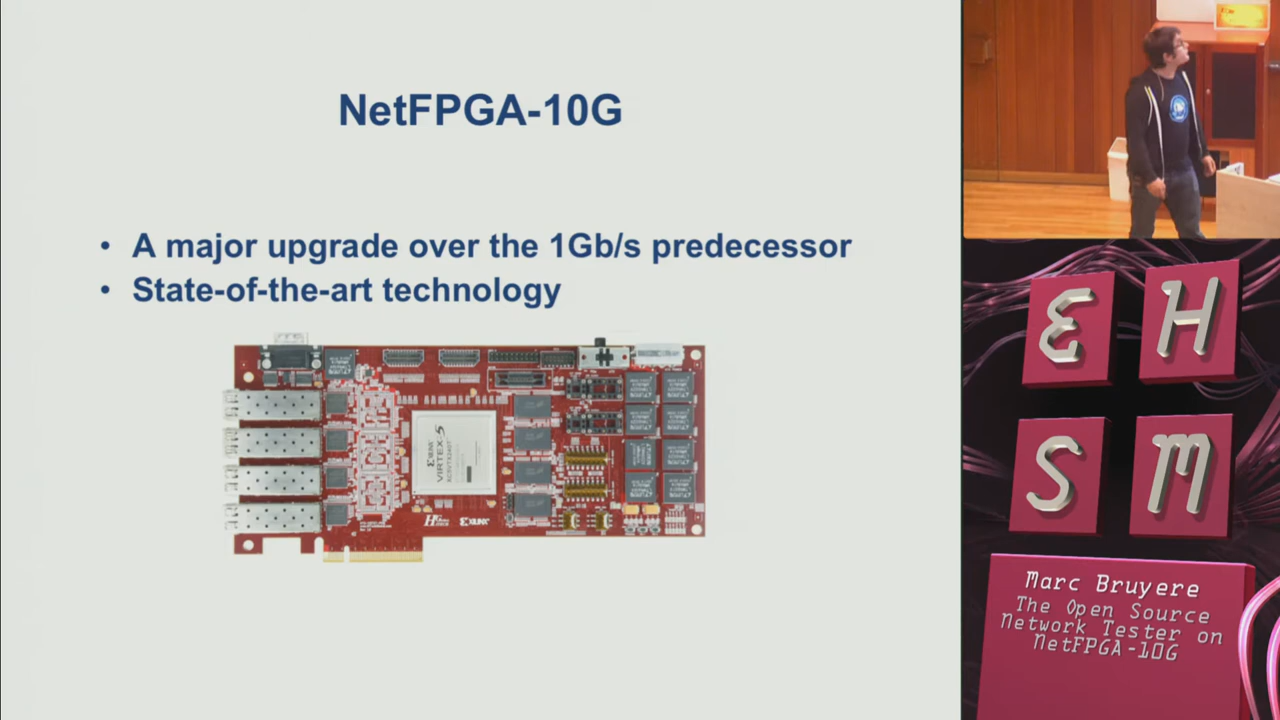 NetFPGA-10G
• A major upgrade over the 1Gb/s predecessor
• State-of-the-art technology
XILINX
VIRTEX-5
XILINX
E H
S M
Marc Bruyere
The Open Source
Network Tester on
NetFPGA-10G